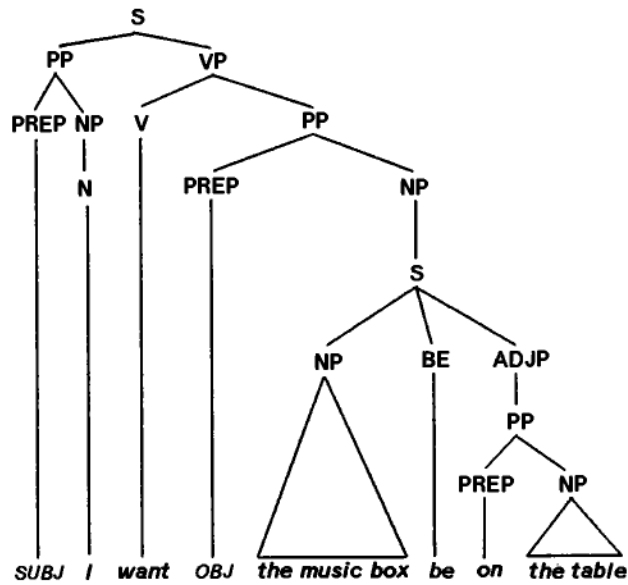 S
PP VP
PREP NP V PP
N PREP NP
S
NP BE ADJP
PP
PREP NP
SUBJ I want OBJ the music box be on the table